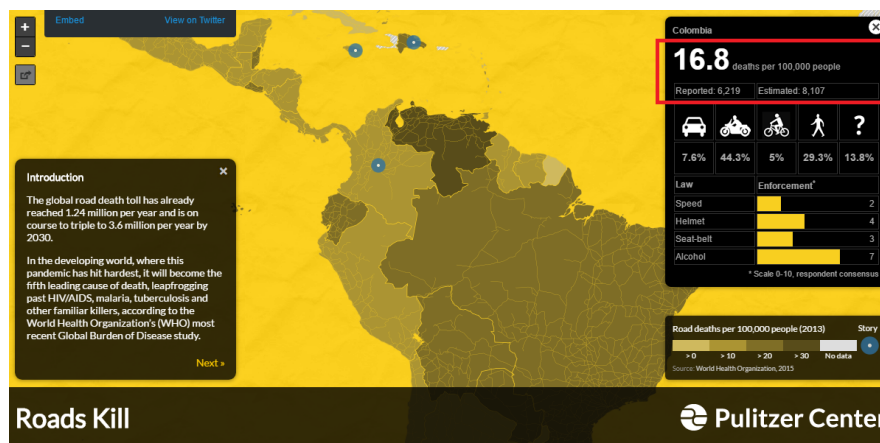 +
−
Embed View on Twitter
Colombia
16.8 deaths per 100,000 people
Reported: 6,219 Estimated: 8,107
?
7.6% 44.3% 5% 29.3% 13.8%
Law Enforcement*
Speed 2
Helmet 4
Seat-belt 3
Alcohol 7
* Scale 0-10, respondent consensus
Introduction
The global road death toll has already
reached 1.24 million per year and is on
course to triple to 3.6 million per year by
2030.
In the developing world, where this
pandemic has hit hardest, it will become the
fifth leading cause of death, leapfrogging
past HIV/AIDS, malaria, tuberculosis and
other familiar killers, according to the
World Health Organization's (WHO) most
recent Global Burden of Disease study.
Next »
Road deaths per 100,000 people (2013) Story
> 0 > 10 > 20 > 30 No data
Source: World Health Organization, 2015
Roads Kill
Pulitzer Center